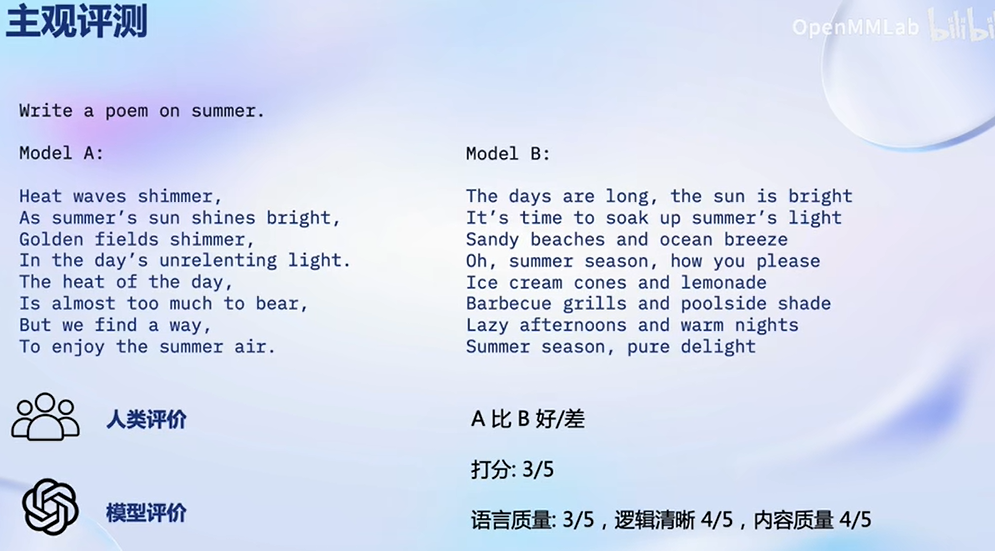 主观评测
OpenMMLab bilibi
Write a poem on summer.
Model A:
Heat waves shimmer,
As summer’s sun shines bright,
Golden fields shimmer,
In the day’s unrelenting light.
The heat of the day,
Is almost too much to bear,
But we find a way,
To enjoy the summer air.
Model B:
The days are long, the sun is bright
It’s time to soak up summer’s light
Sandy beaches and ocean breeze
Oh, summer season, how you please
Ice cream cones and lemonade
Barbecue grills and poolside shade
Lazy afternoons and warm nights
Summer season, pure delight
人类评价
A 比 B 好/差
打分: 3/5
模型评价
语言质量: 3/5，逻辑清晰 4/5，内容质量 4/5